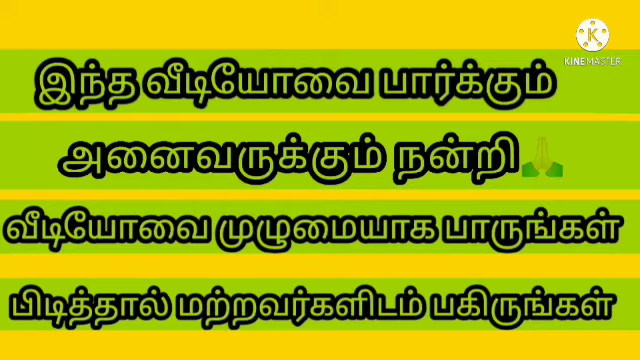 K
KINEMASTER
இந்த வீடியோவை பார்க்கும்
அனைவருக்கும் நன்றி🙏
வீடியோவை முழுமையாக பாருங்கள்
பிடித்தால் மற்றவர்களிடம் பகிருங்கள்